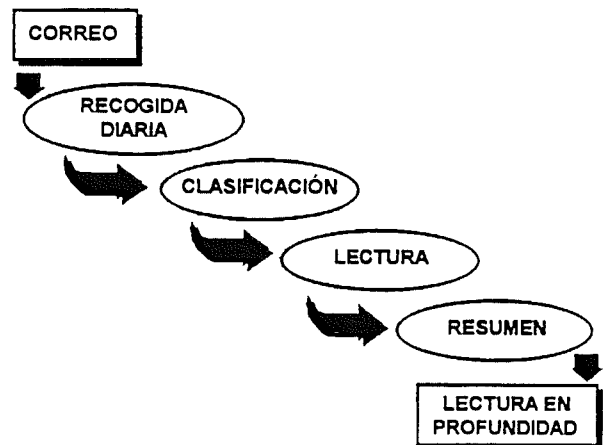 CORREO
RECOGIDA
DIARIA
CLASIFICACIÓN
LECTURA
RESUMEN
LECTURA EN
PROFUNDIDAD